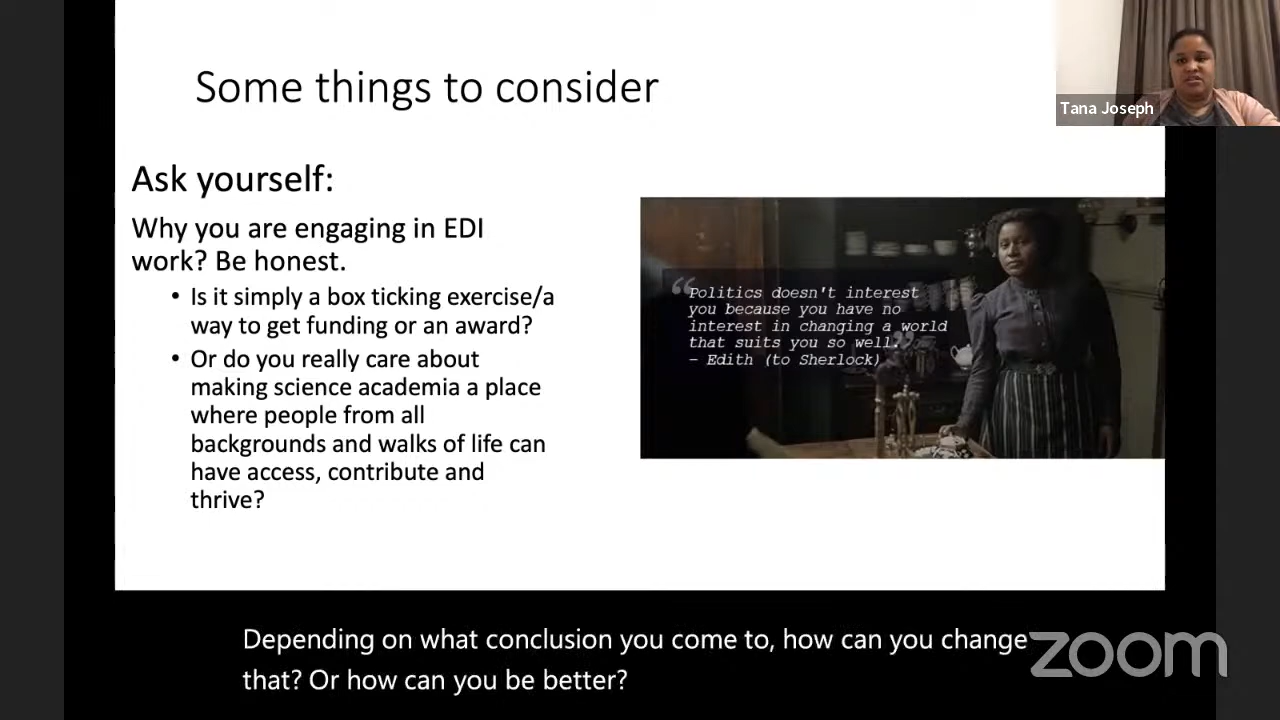 Some things to consider
Tana Joseph
Ask yourself:
Why you are engaging in EDI
work? Be honest.
• Is it simply a box ticking exercise/a
way to get funding or an award?
• Or do you really care about
making science academia a place
where people from all
backgrounds and walks of life can
have access, contribute and
thrive?
“Politics doesn't interest
you because you have no
interest in changing a world
that suits you so well.”
– Edith (to Sherlock)
Depending on what conclusion you come to, how can you change
that? Or how can you be better?
zoom